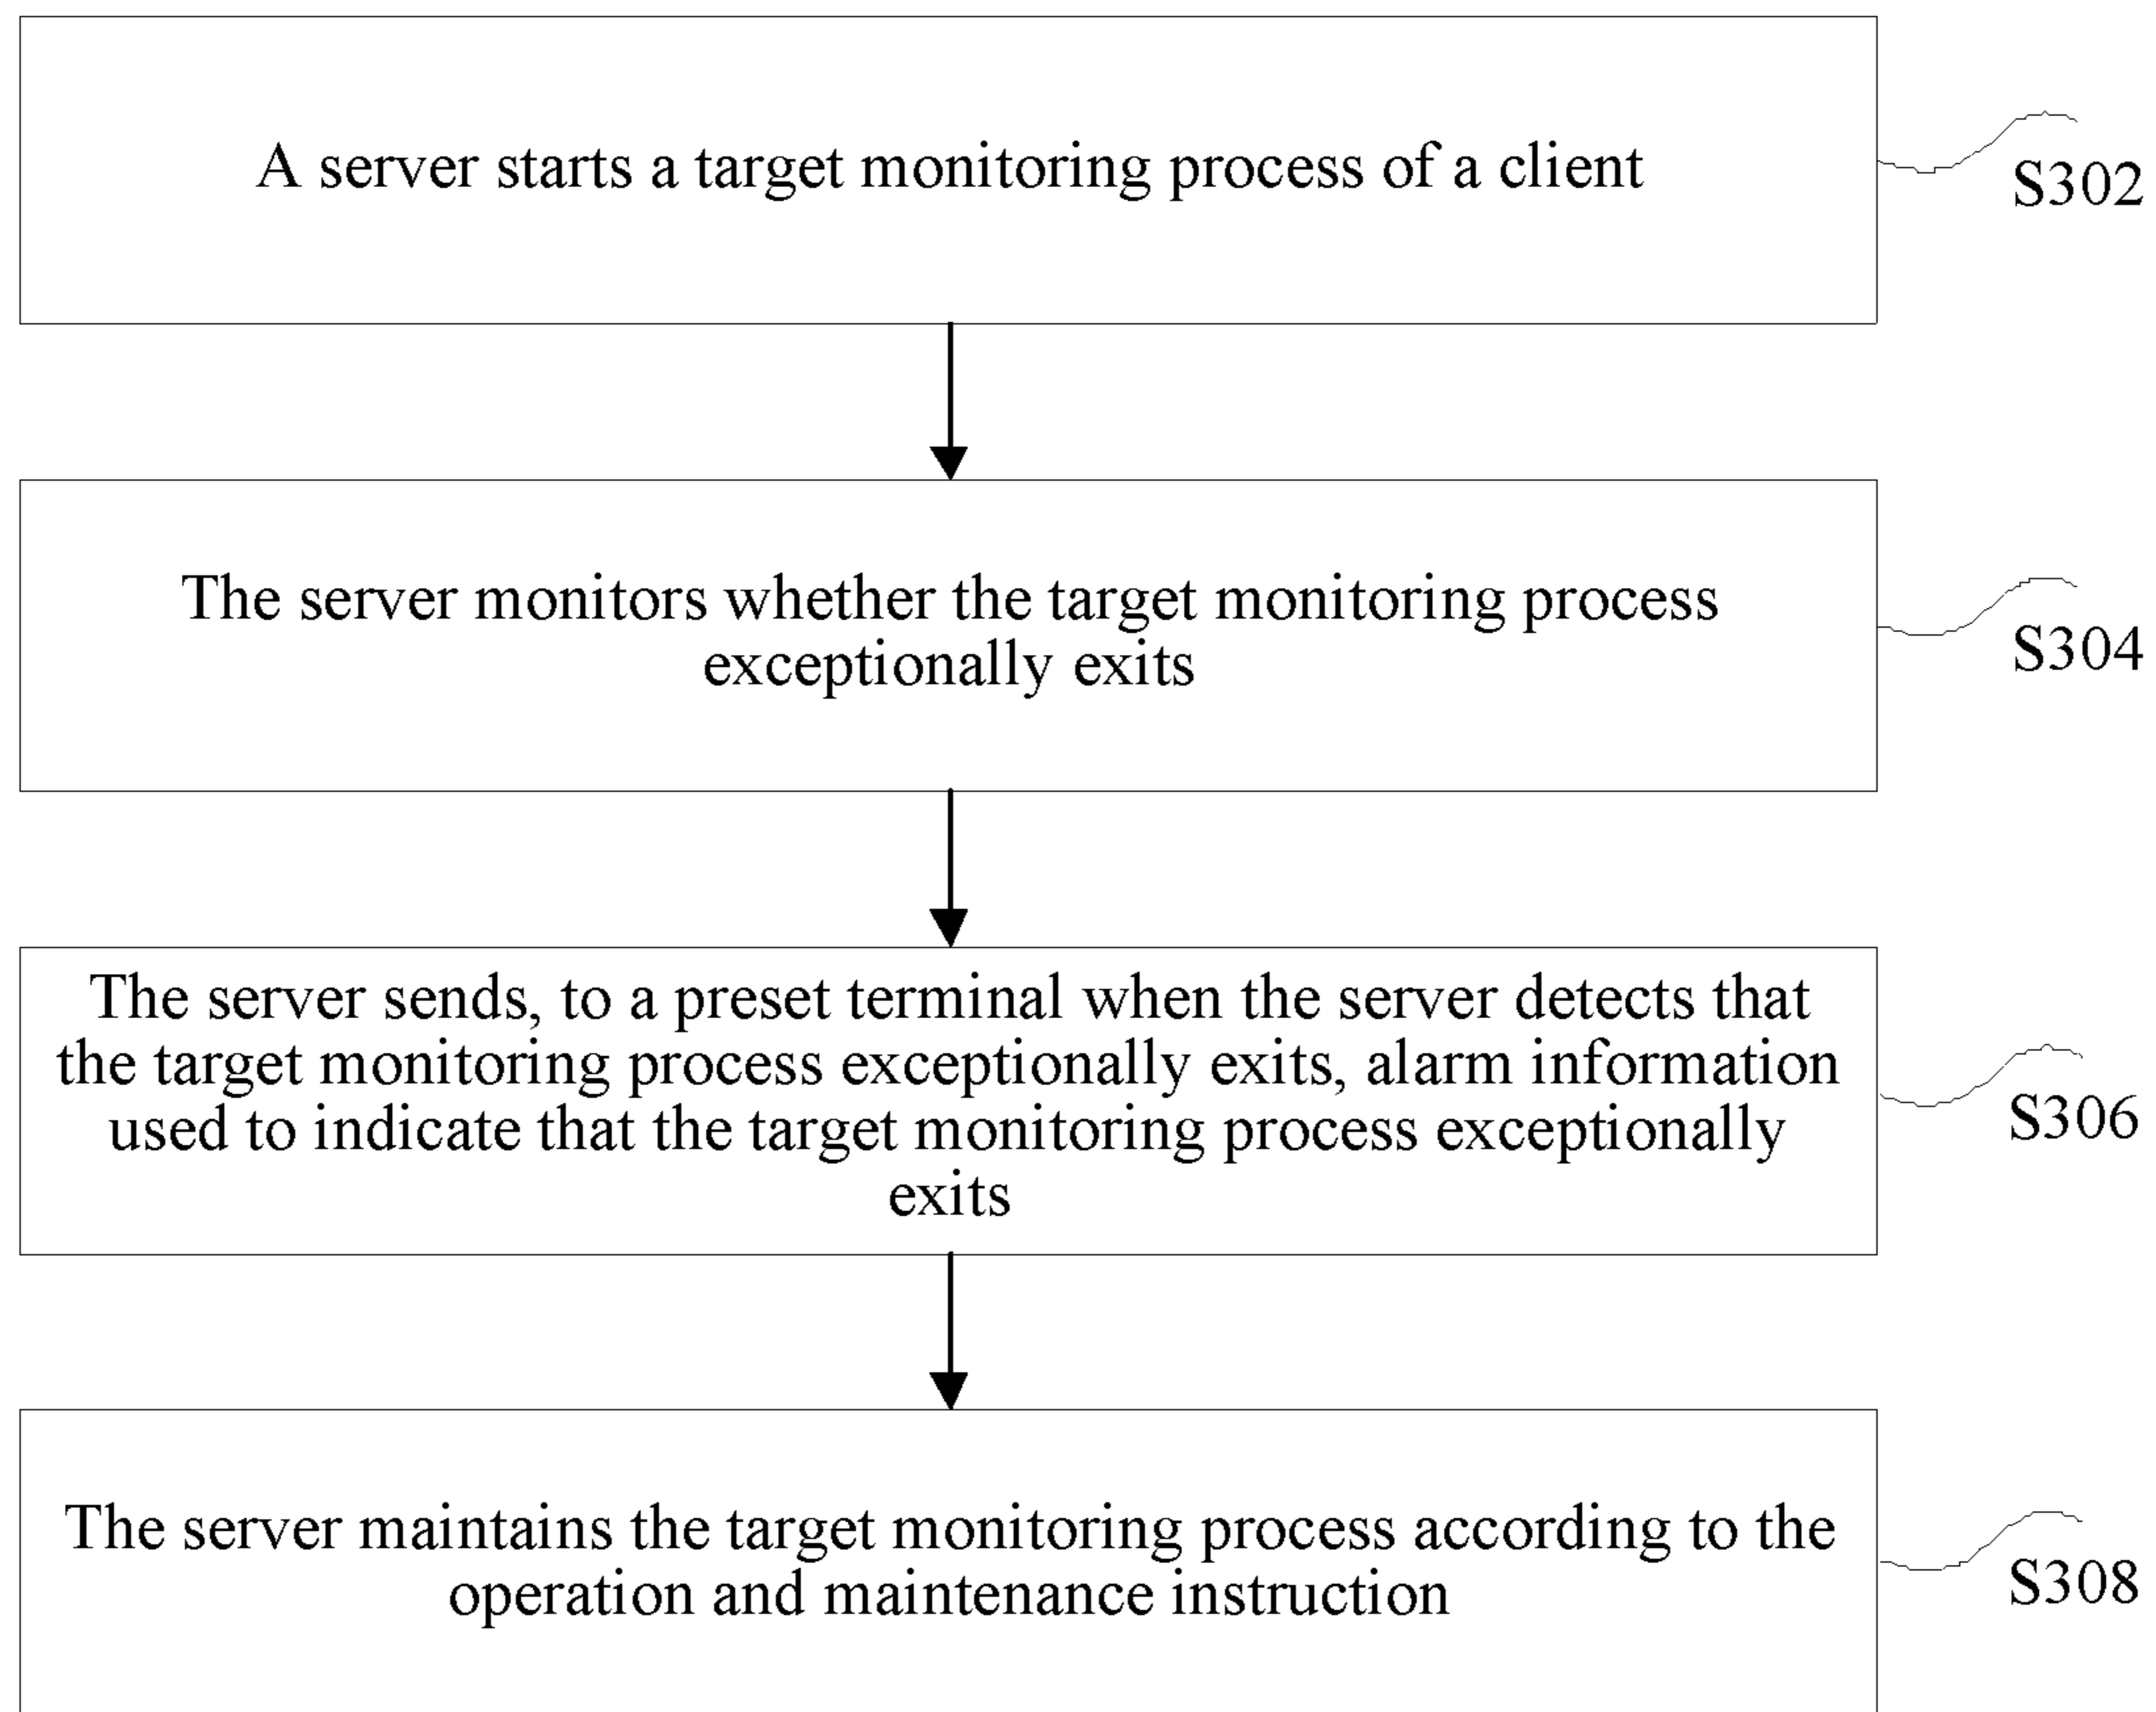 A server starts a target monitoring process of a client
S302
The server monitors whether the target monitoring process
exceptionally exits
S304
The server sends, to a preset terminal when the server detects that
the target monitoring process exceptionally exits, alarm information
used to indicate that the target monitoring process exceptionally
exits
S306
The server maintains the target monitoring process according to the
operation and maintenance instruction
S308